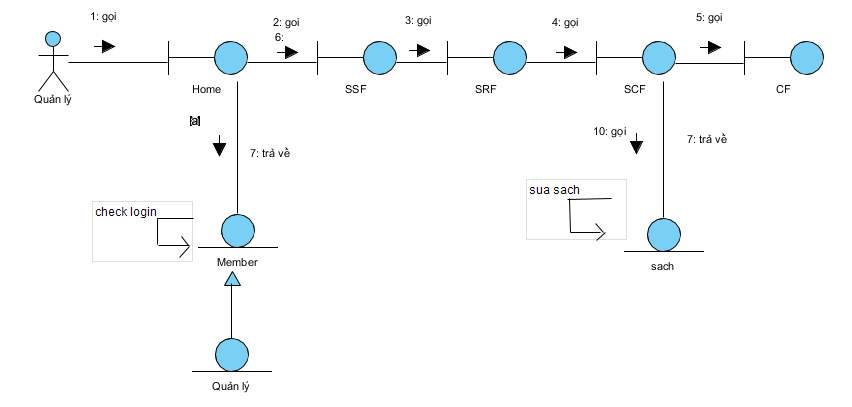 1: gọi
2: goi
6:
3: gọi
4: gọi
5: gọi
Quản lý
Home
SSF
SRF
SCF
CF
7: trả về
10: gọi
7: trả về
check login
sua sach
Member
sach
Quản lý